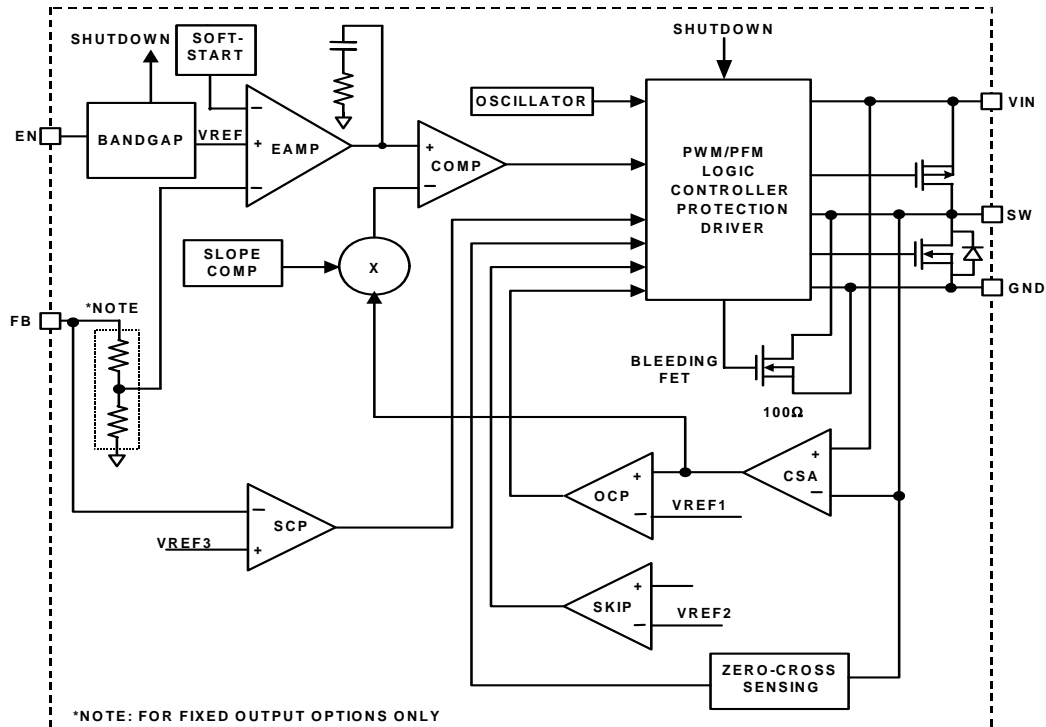 SHUTDOWN
SOFT-
START
SHUTDOWN
OSCILLATOR
VIN
EN
BANDGAP
VREF
−
+
−
EAMP
+
−
COMP
PWM/PFM
LOGIC
CONTROLLER
PROTECTION
DRIVER
SW
SLOPE
COMP
X
GND
*NOTE
FB
BLEEDING
FET
100Ω
+
−
CSA
+
−
OCP
VREF1
−
+
SCP
VREF3
+
−
SKIP
VREF2
ZERO-CROSS
SENSING
*NOTE: FOR FIXED OUTPUT OPTIONS ONLY